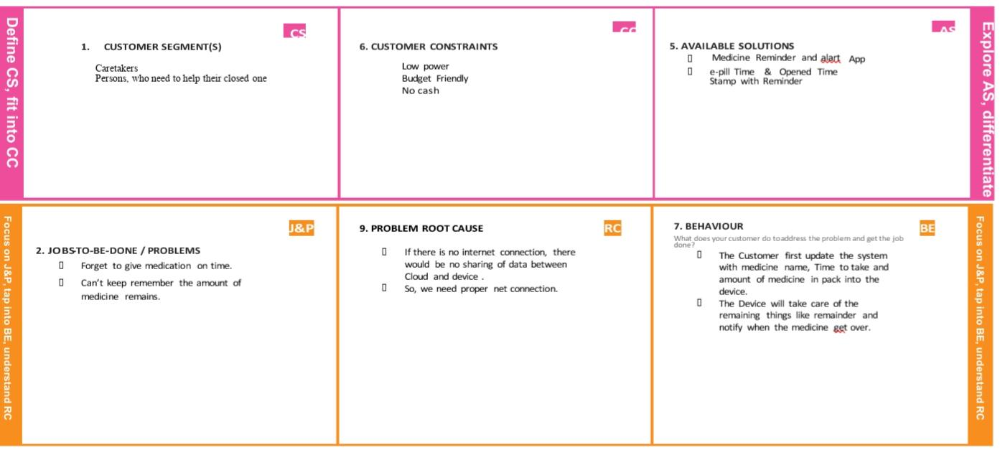 Define CS, fit into CC
CS
1. CUSTOMER SEGMENT(S)
Caretakers
Persons, who need to help their closed one
CC
6. CUSTOMER CONSTRAINTS
Low power
Budget Friendly
No cash
AS
5. AVAILABLE SOLUTIONS
Medicine Reminder and alart App
e-pill Time & Opened Time
Stamp with Reminder
Explore AS, differentiate
Focus on J&P, tap into BE, understand RC
J&P
2. JOBS-TO-BE-DONE / PROBLEMS
Forget to give medication on time.
Can't keep remember the amount of
medicine remains.
RC
9. PROBLEM ROOT CAUSE
If there is no internet connection, there
would be no sharing of data between
Cloud and device .
So, we need proper net connection.
BE
7. BEHAVIOUR
What does your customer do to address the problem and get the job
done?
The Customer first update the system
with medicine name, Time to take and
amount of medicine in pack into the
device.
The Device will take care of the
remaining things like remainder and
notify when the medicine get over.
Focus on J&P, tap into BE, understand RC